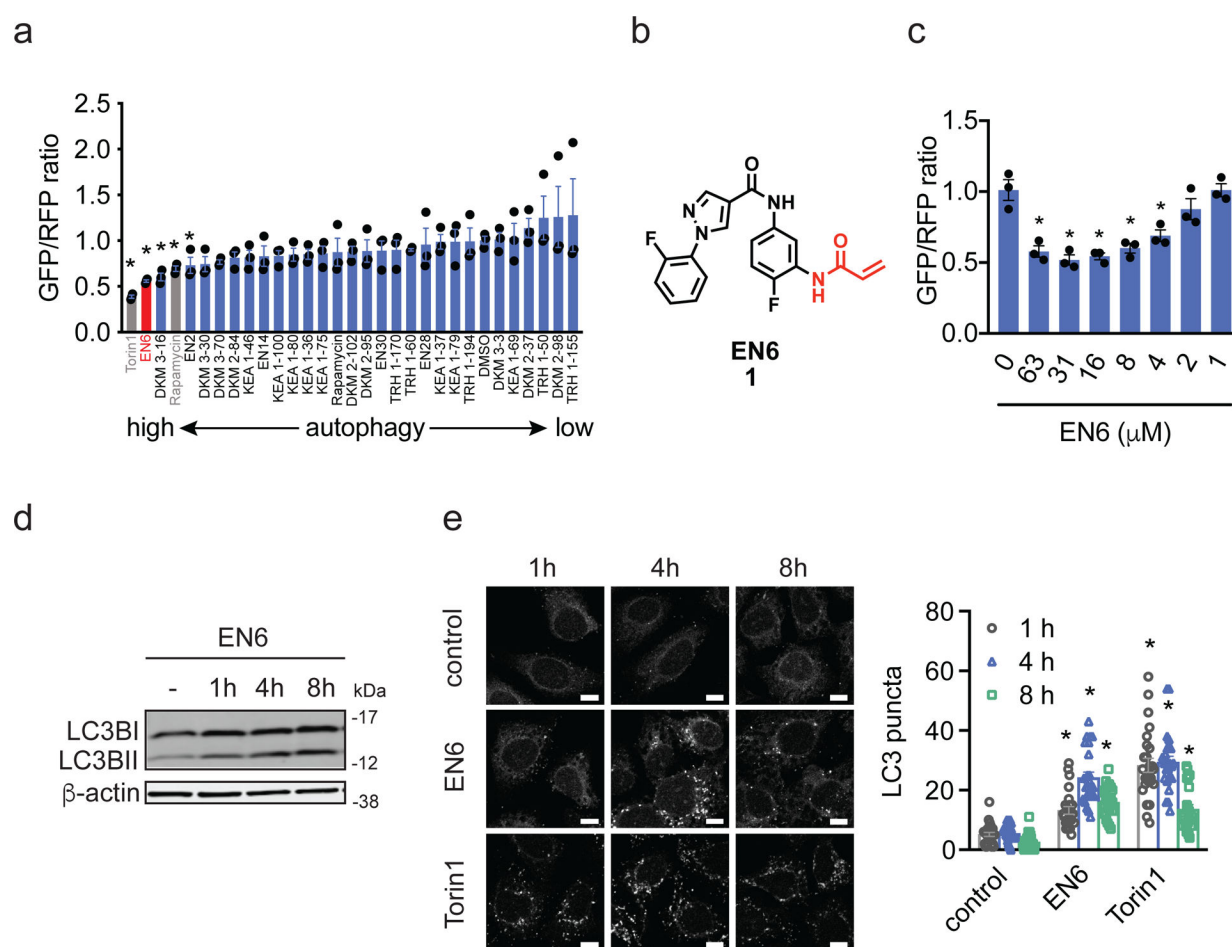 a
GFP/RFP ratio
2.5
2.0
1.5
1.0
0.5
0.0
*
*
*
*
*
Torin1
EN6
DKM 3-16
Rapamycin
EN2
DKM 3-30
DKM 3-70
DKM 2-84
KEA 1-46
EN14
KEA 1-100
KEA 1-80
KEA 1-36
KEA 1-75
Rapamycin
DKM 2-102
DKM 2-95
EN30
TRH 1-170
TRH 1-60
EN28
KEA 1-37
KEA 1-79
TRH 1-194
DMSO
DKM 3-3
KEA 1-69
DKM 2-37
TRH 1-50
DKM 2-98
TRH 1-155
high autophagy low
b
O
N
N
NH
F
F
N
H
O
EN6
1
c
GFP/RFP ratio
1.5
1.0
0.5
0.0
* * * * *
0 63 31 16 8 4 2 1
EN6 (μM)
d
EN6
- 1h 4h 8h kDa
LC3BI
LC3BII
β-actin
-17
-12
-38
e
1h 4h 8h
control
EN6
Torin1
LC3 puncta
80
60
40
20
0
1 h
4 h
8 h
* * * * * *
control
EN6
Torin1